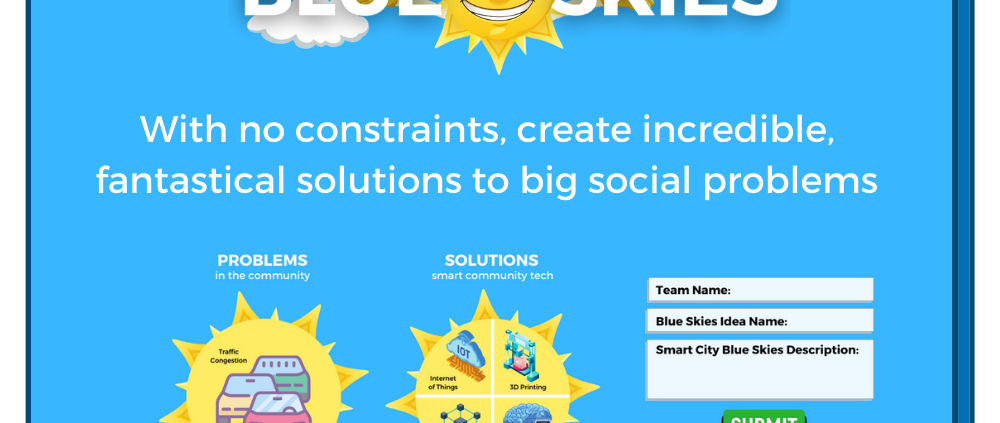 BLUE SKIES
With no constraints, create incredible,
fantastical solutions to big social problems
PROBLEMS
in the community
SOLUTIONS
smart community tech
Traffic
Congestion
IOT
Internet
of Things
3D Printing
Team Name:
Blue Skies Idea Name:
Smart City Blue Skies Description:
SUBMIT